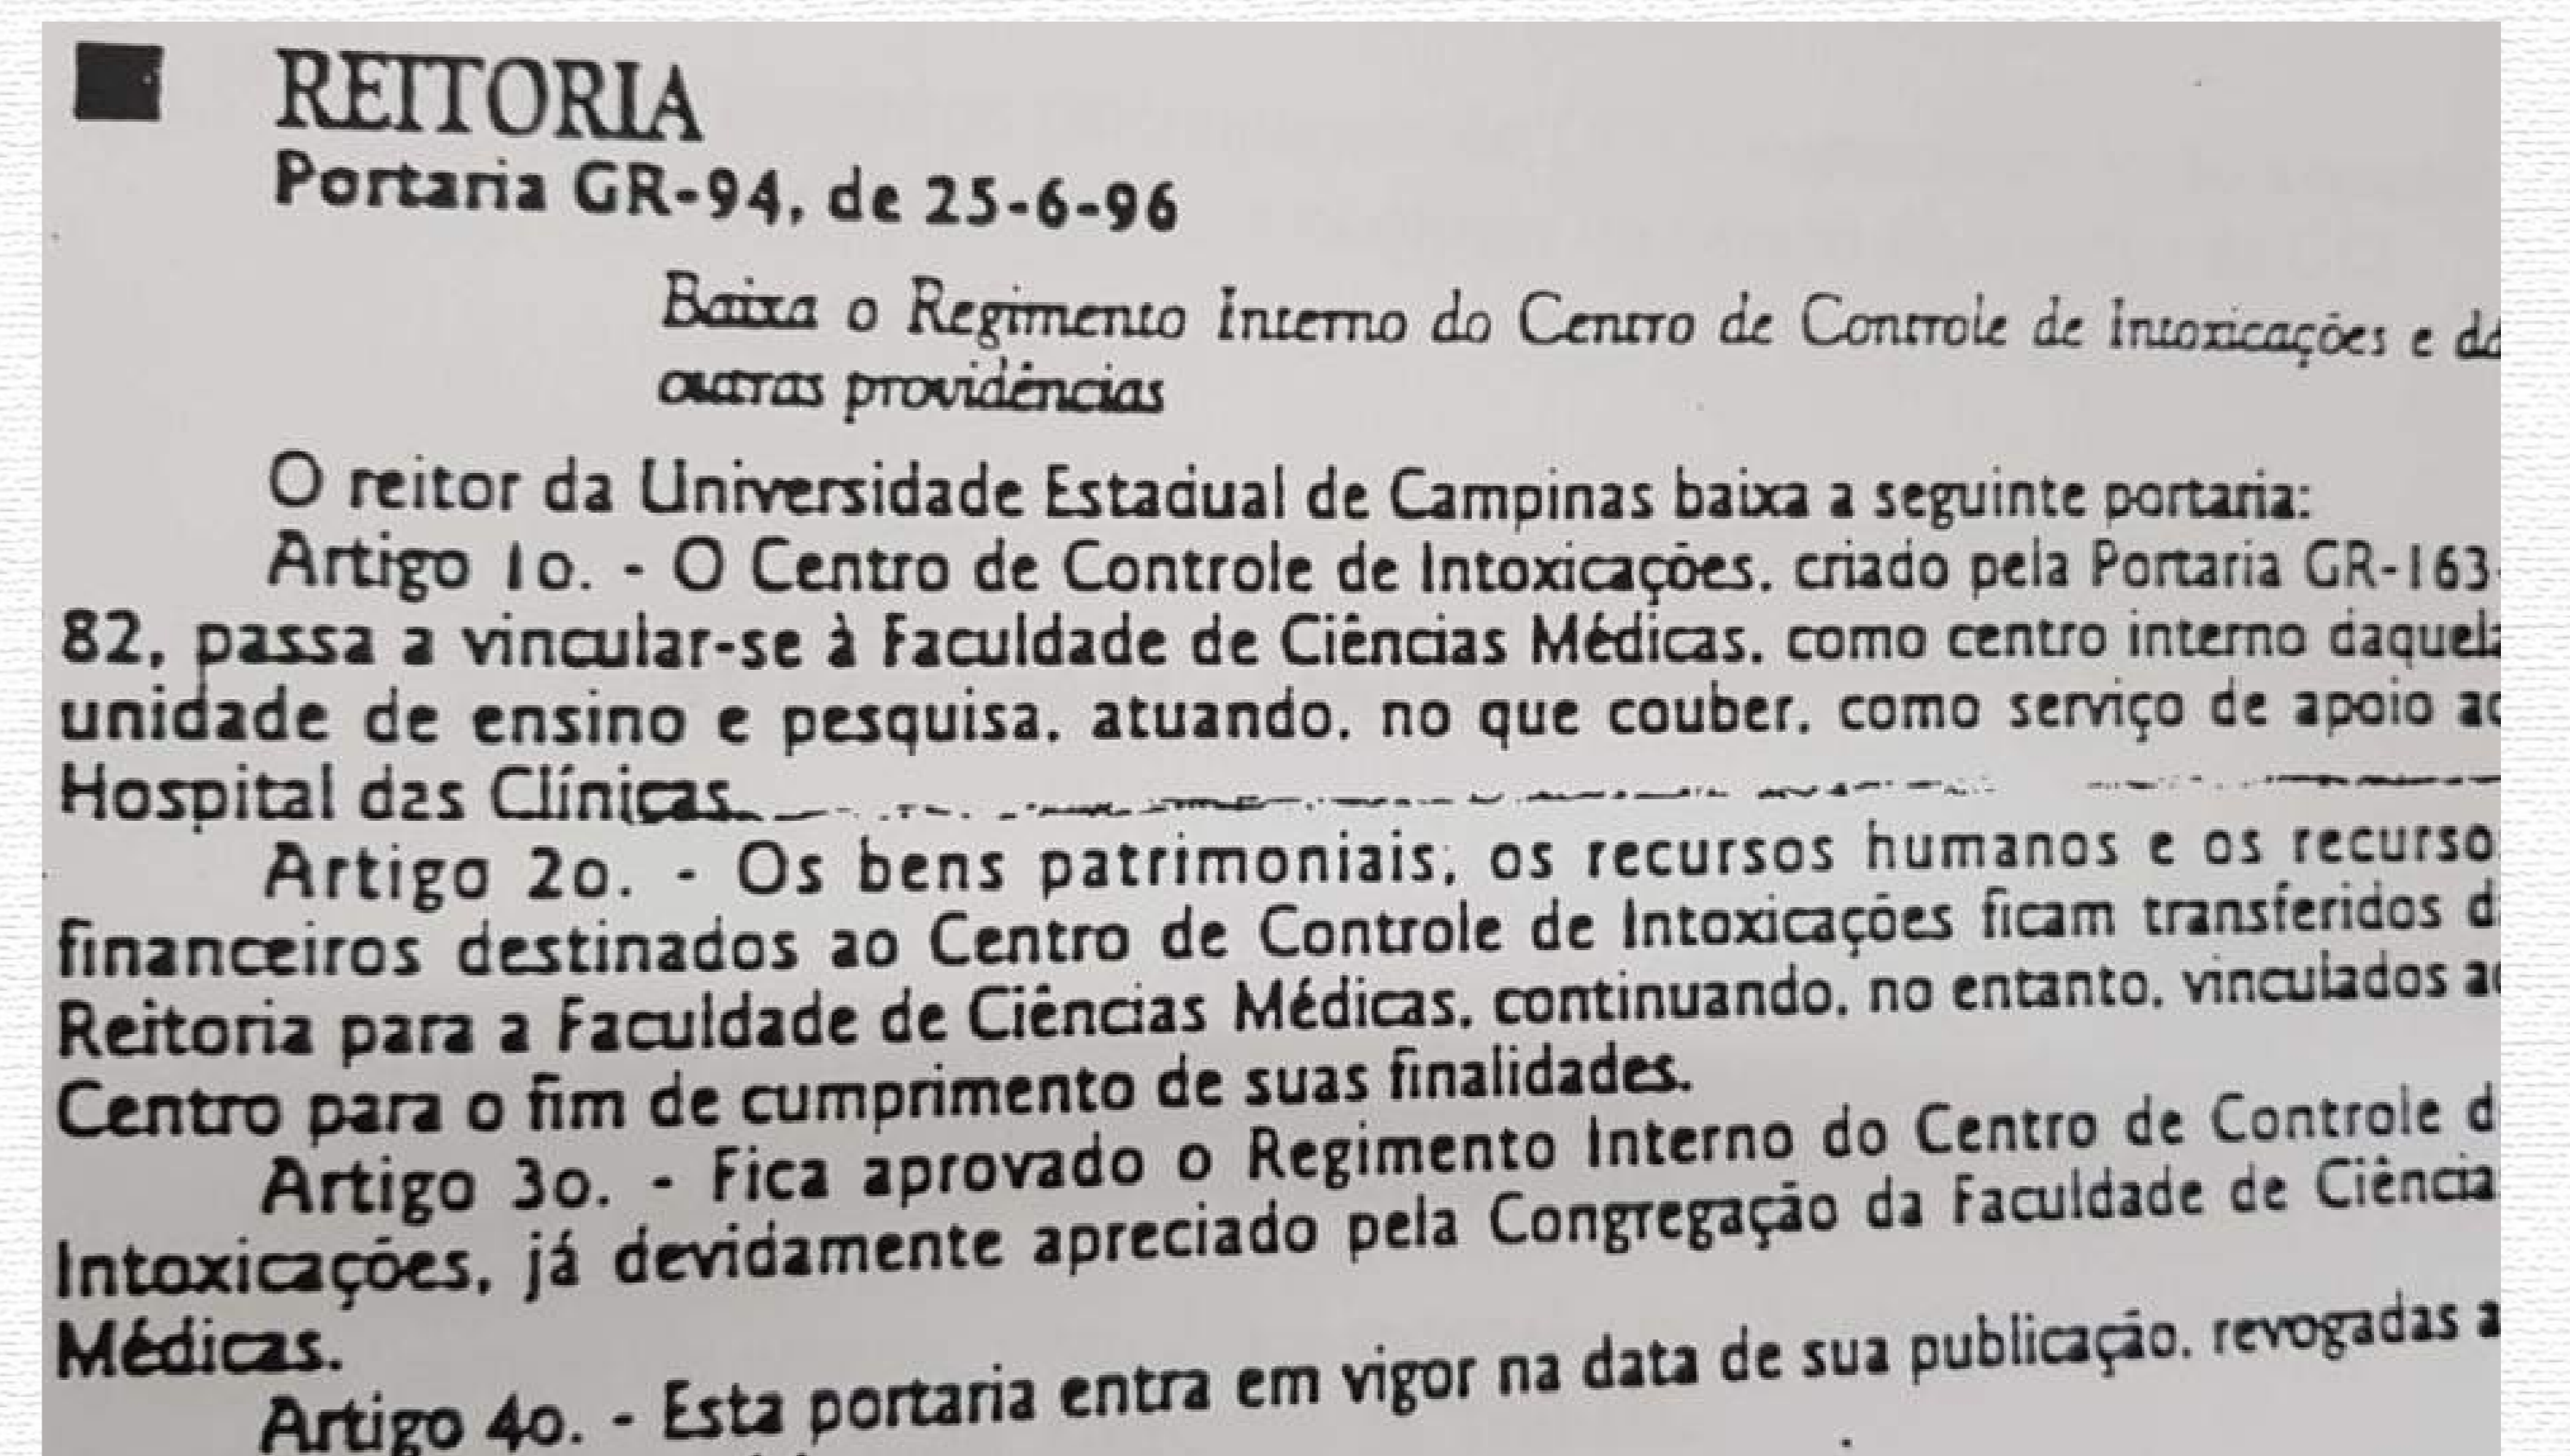 REITORIA
Portaria GR-94, de 25-6-96
Baixa o Regimento Interno do Centro de Controle de Intoxicações e dá
outras providências
O reitor da Universidade Estadual de Campinas baixa a seguinte portaria:
Artigo 1o. - O Centro de Controle de Intoxicações, criado pela Portaria GR-163-
82, passa a vincular-se à Faculdade de Ciências Médicas, como centro interno daquela
unidade de ensino e pesquisa, atuando, no que couber, como serviço de apoio ao
Hospital das Clínicas.
Artigo 2o. - Os bens patrimoniais, os recursos humanos e os recurso
financeiros destinados ao Centro de Controle de Intoxicações ficam transferidos d
Reitoria para a Faculdade de Ciências Médicas, continuando, no entanto, vinculados ao
Centro para o fim de cumprimento de suas finalidades.
Artigo 3o. - Fica aprovado o Regimento Interno do Centro de Controle d
Intoxicações, já devidamente apreciado pela Congregação da Faculdade de Ciência
Médicas.
Artigo 4o. - Esta portaria entra em vigor na data de sua publicação, revogadas a